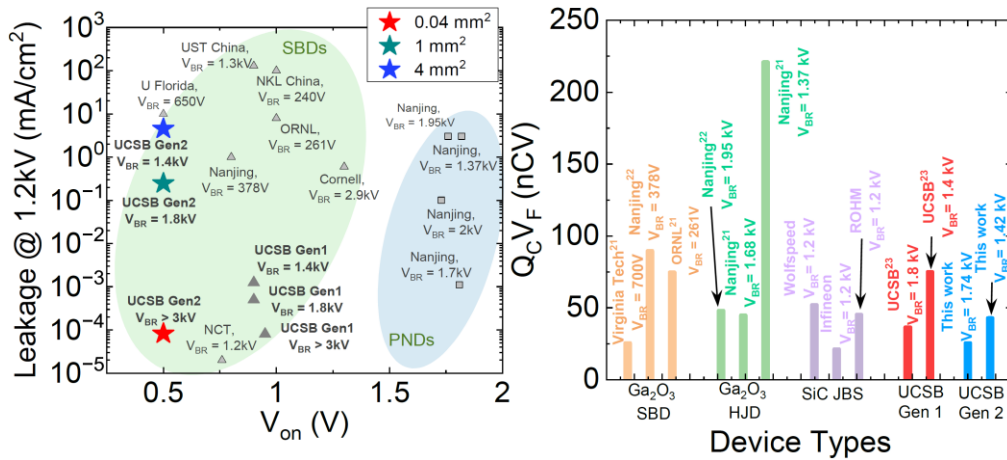 Leakage @ 1.2kV (mA/cm²)
10³
10²
10¹
10⁰
10⁻¹
10⁻²
10⁻³
10⁻⁴
10⁻⁵
0.5
1
1.5
2
V_on (V)
0.04 mm²
1 mm²
4 mm²
SBDs
PNDs
UST China,
V_BR = 1.3kV
NKL China,
V_BR = 240V
U Florida,
V_BR = 650V
ORNL,
V_BR = 261V
UCSB Gen2
V_BR = 1.4kV
Nanjing,
V_BR = 378V
Cornell,
V_BR = 2.9kV
UCSB Gen2
V_BR = 1.8kV
UCSB Gen1
V_BR = 1.4kV
UCSB Gen1
V_BR = 1.8kV
UCSB Gen2
V_BR > 3kV
NCT,
V_BR = 1.2kV
UCSB Gen1
V_BR > 3kV
Nanjing,
V_BR = 1.95kV
Nanjing,
V_BR = 1.37kV
Nanjing,
V_BR = 2kV
Nanjing,
V_BR = 1.7kV
Q_C V_F (nCV)
250
200
150
100
50
0
Virginia Tech²¹
V_BR = 700V
Nanjing²²
V_BR = 378V
ORNL²¹
V_BR = 261V
Nanjing²²
V_BR = 1.95 kV
Nanjing²¹
V_BR = 1.68 kV
Nanjing²¹
V_BR = 1.37 kV
Wolfspeed
V_BR = 1.2 kV
Infineon
V_BR = 1.2 kV
ROHM
V_BR = 1.2 kV
UCSB²³
V_BR = 1.8 kV
UCSB²³
V_BR = 1.4 kV
This work
V_BR = 1.74 kV
This work
V_BR = 1.42 kV
Ga₂O₃
SBD
Ga₂O₃
HJD
SiC JBS
UCSB
Gen 1
UCSB
Gen 2
Device Types